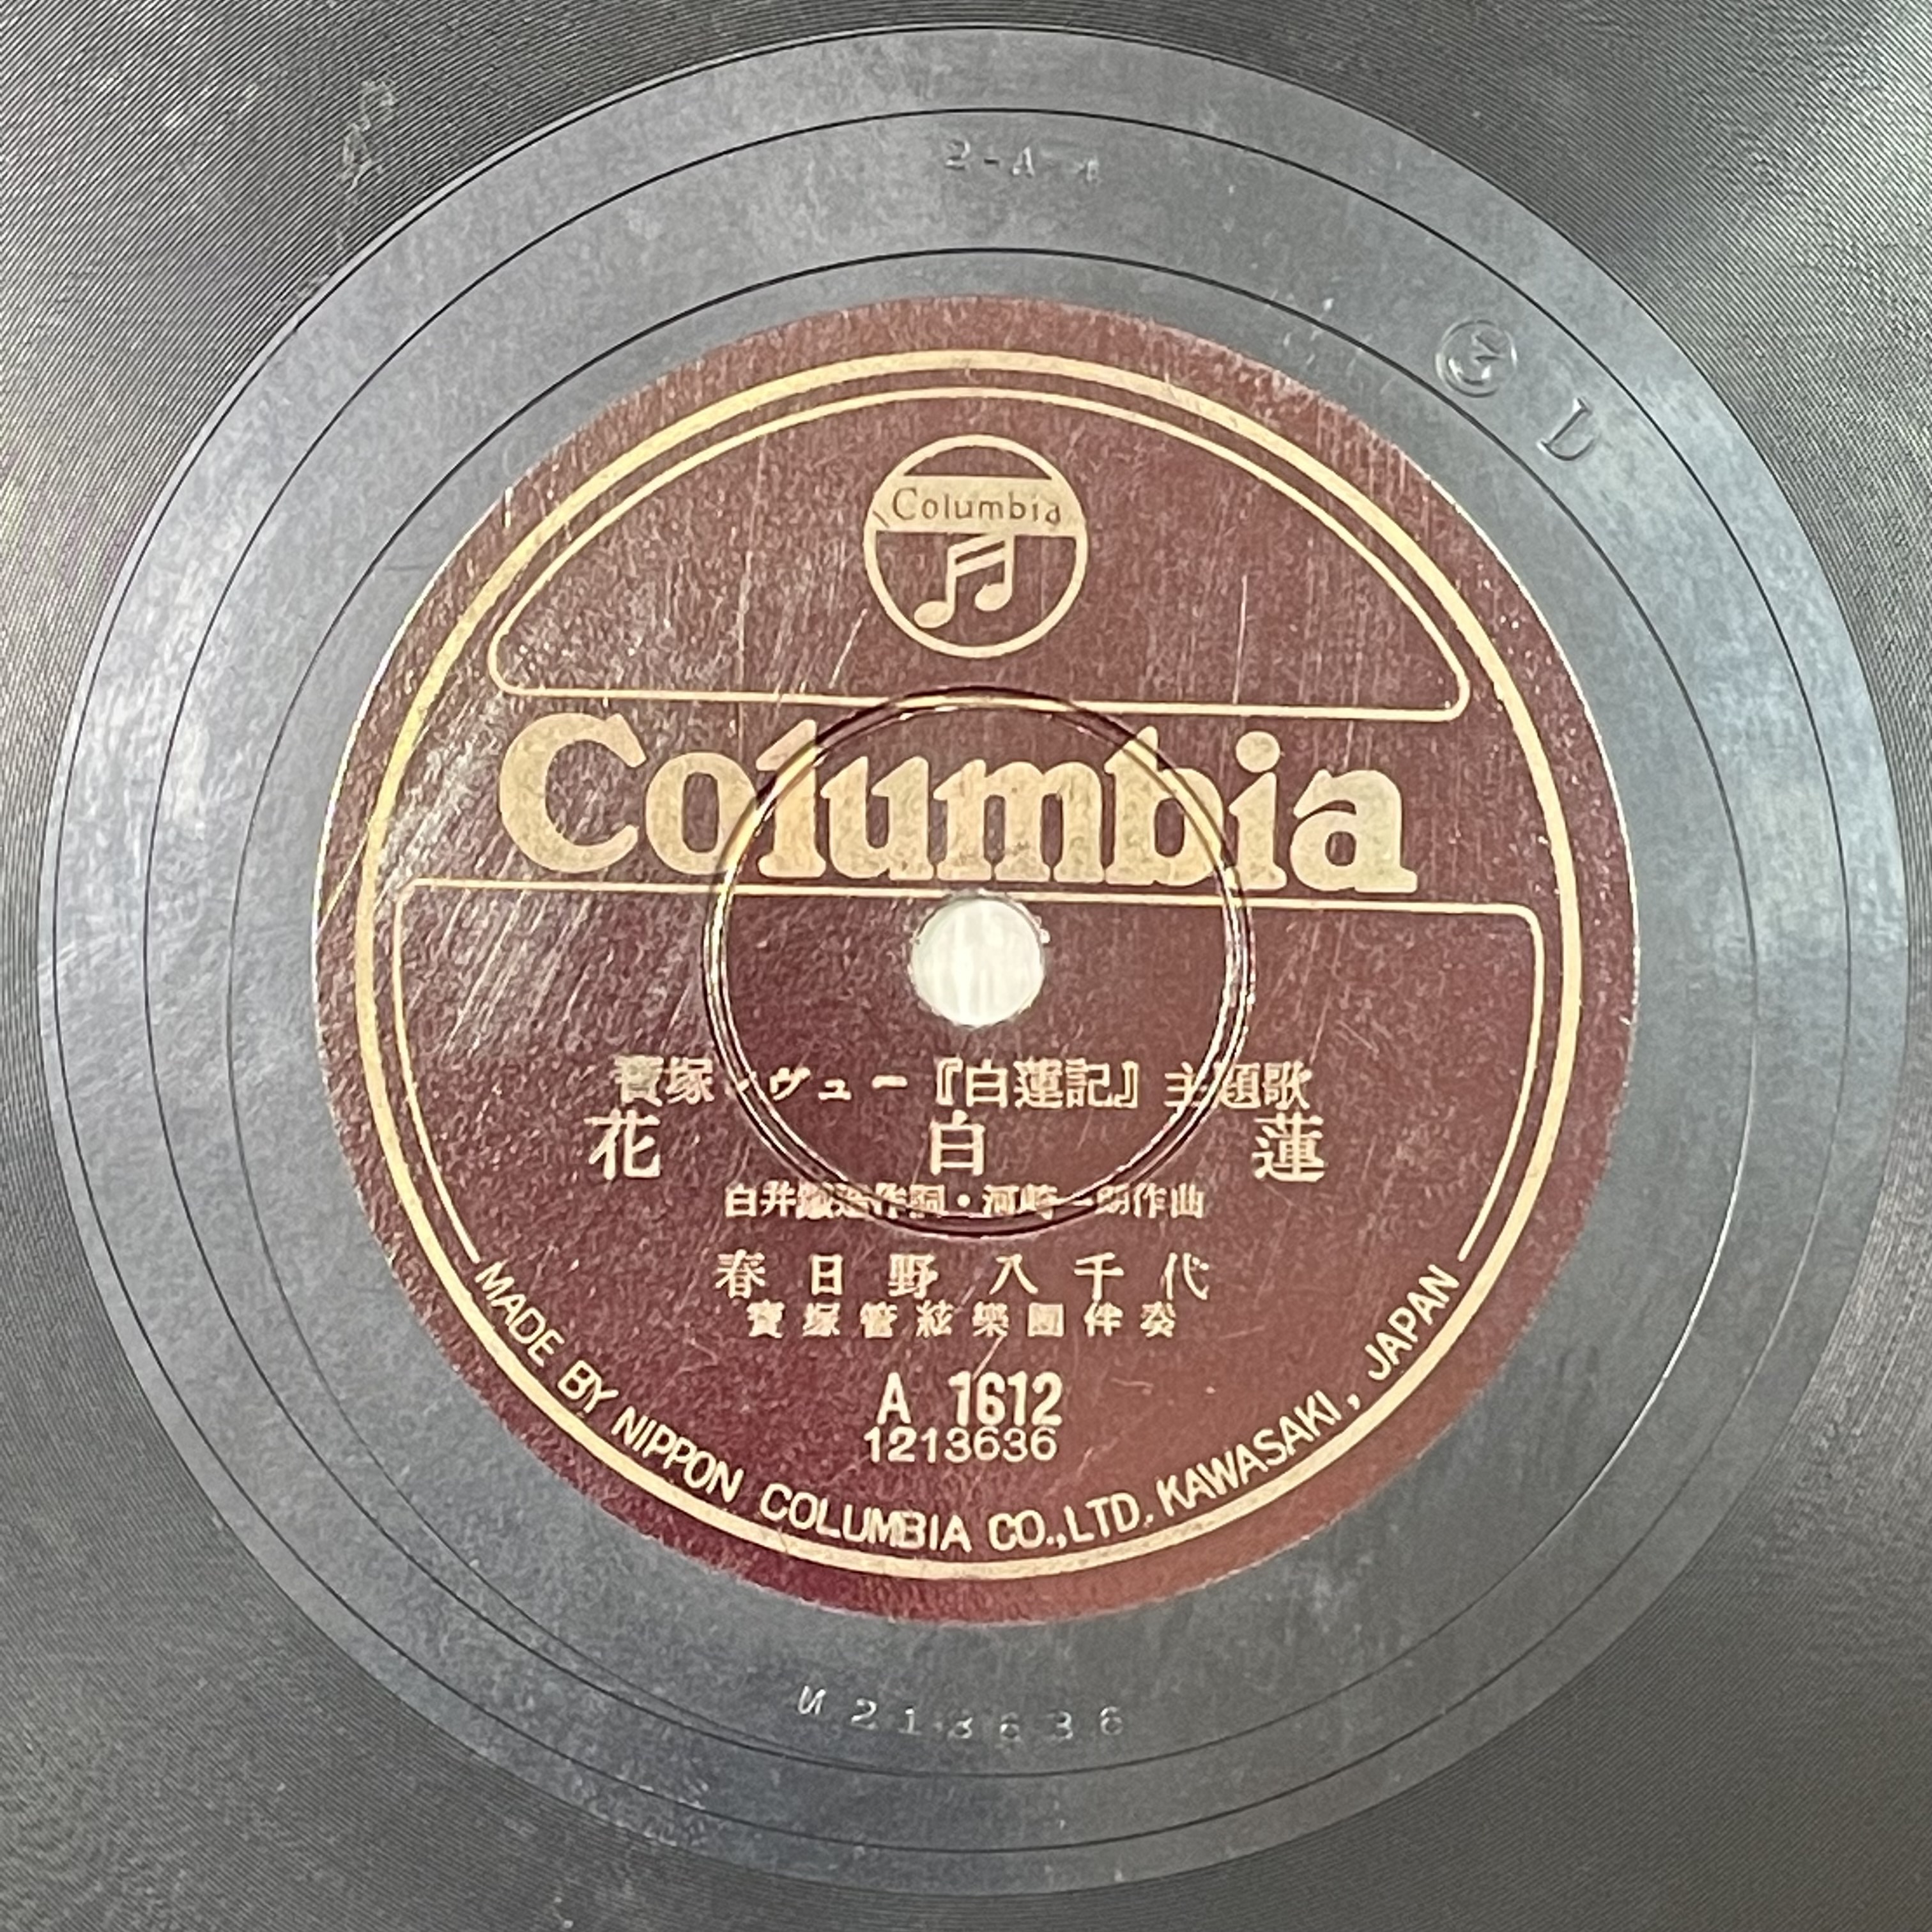 2-A-
L
Columbia
Columbia
寶塚レヴュー『白蓮記』主題歌
花白蓮
白井鐵造作詞・河崎一朗作曲
春日野八千代
寶塚管絃樂團伴奏
A 1612
1213636
MADE BY NIPPON COLUMBIA CO.,LTD. KAWASAKI, JAPAN
M213636